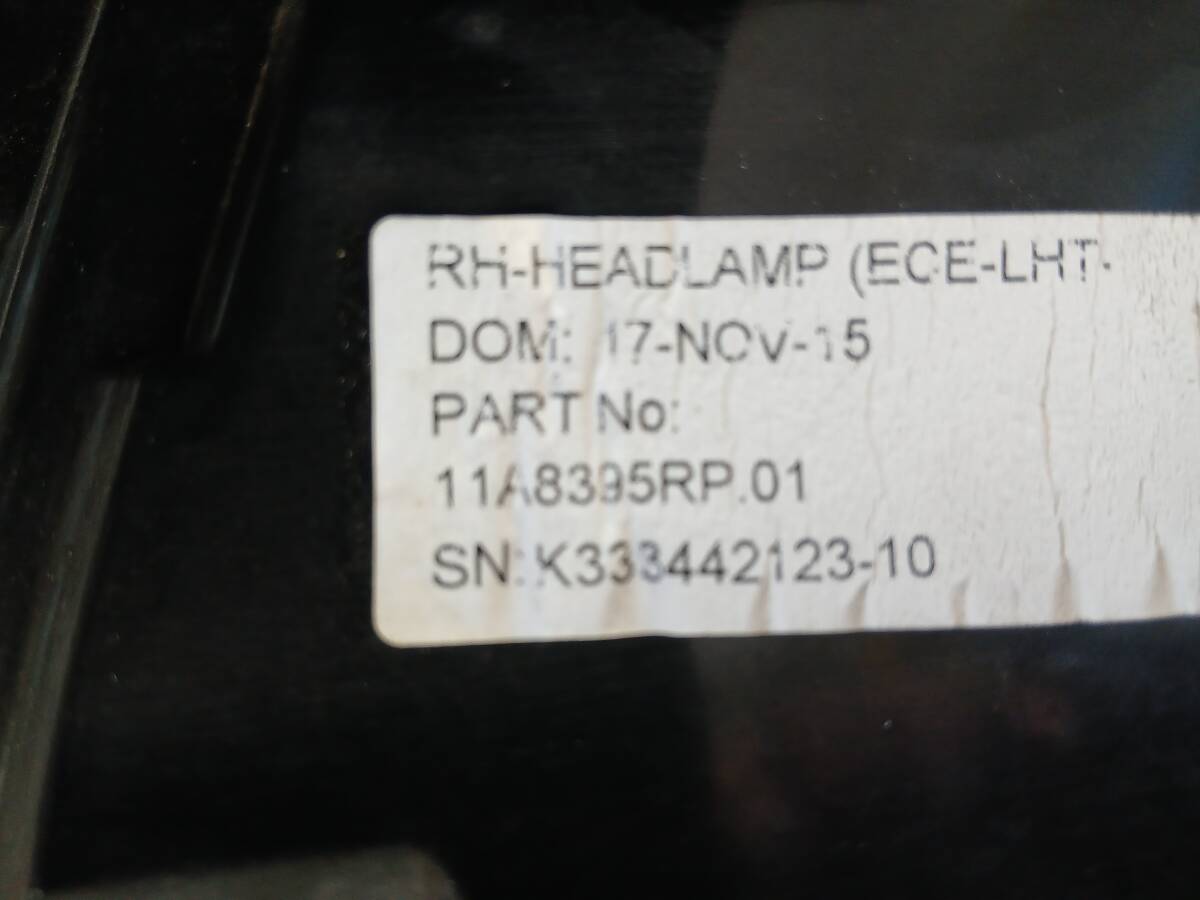 RH-HEADLAMP (ECE-LHT-
DOM: 17-NOV-15
PART No:
11A8395RP.01
SN:K333442123-10